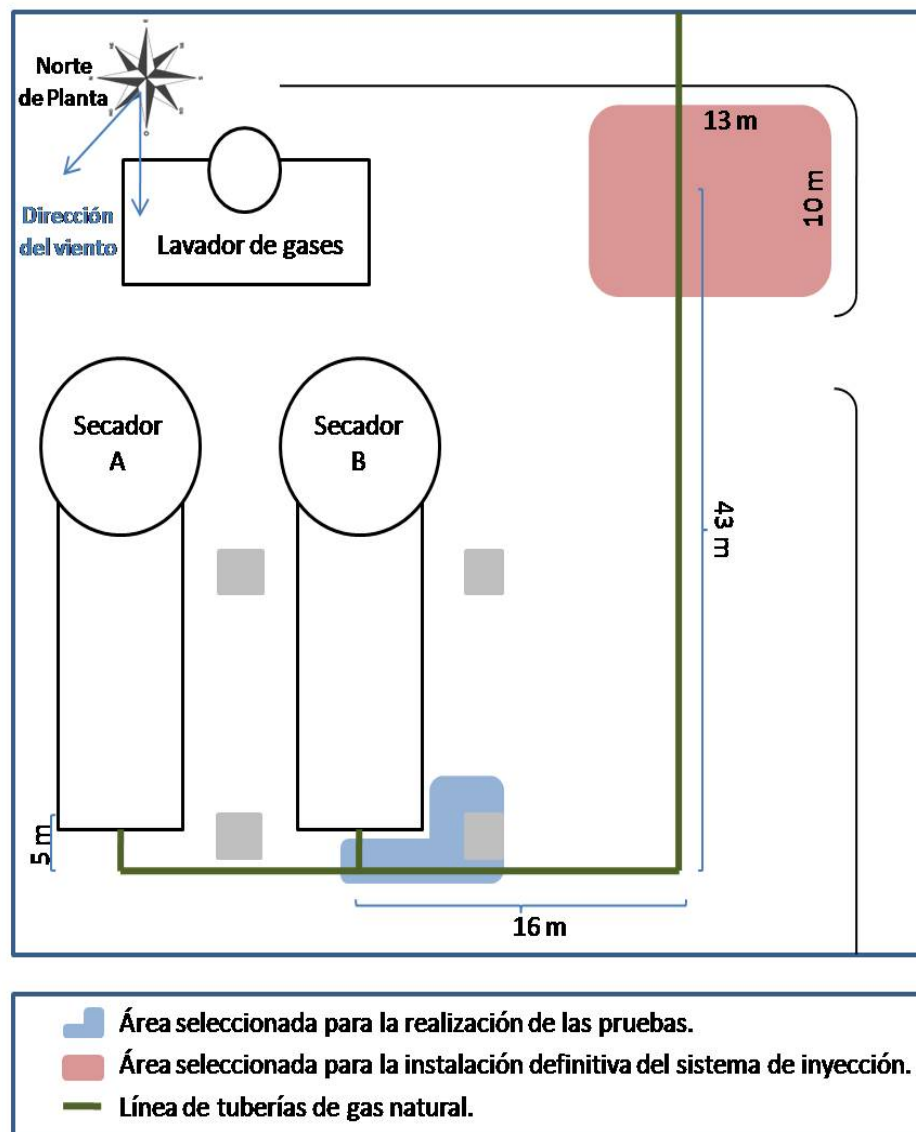 Norte
de Planta
Dirección
del viento
Lavador de gases
13 m
10 m
Secador
A
Secador
B
43 m
5 m
16 m
Área seleccionada para la realización de las pruebas.
Área seleccionada para la instalación definitiva del sistema de inyección.
Línea de tuberías de gas natural.